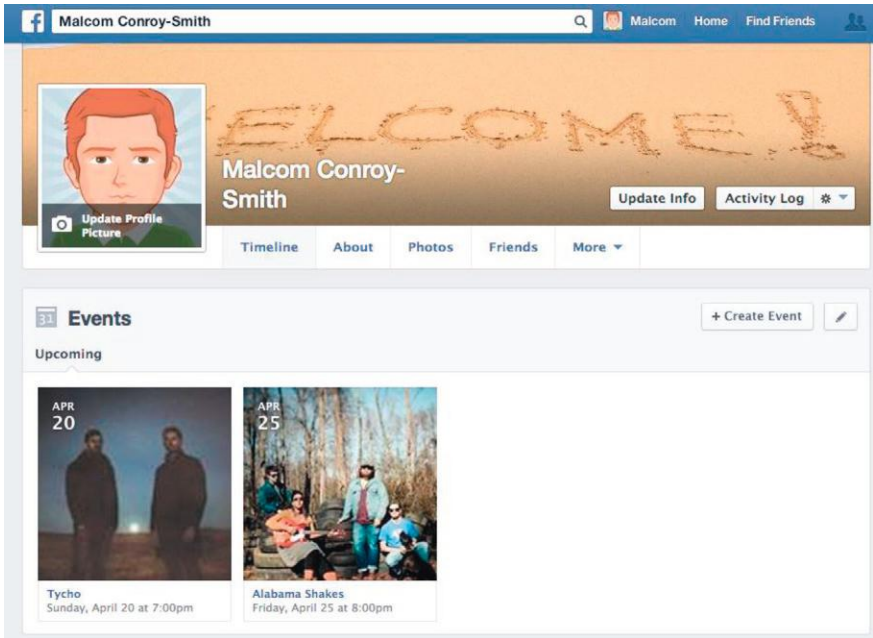 f Malcom Conroy-Smith Malcom Home Find Friends
ELCOME!
Malcom Conroy-
Smith
Update Info Activity Log
Update Profile
Picture
Timeline About Photos Friends More
31 Events + Create Event
Upcoming
APR
20
APR
25
Tycho
Sunday, April 20 at 7:00pm
Alabama Shakes
Friday, April 25 at 8:00pm